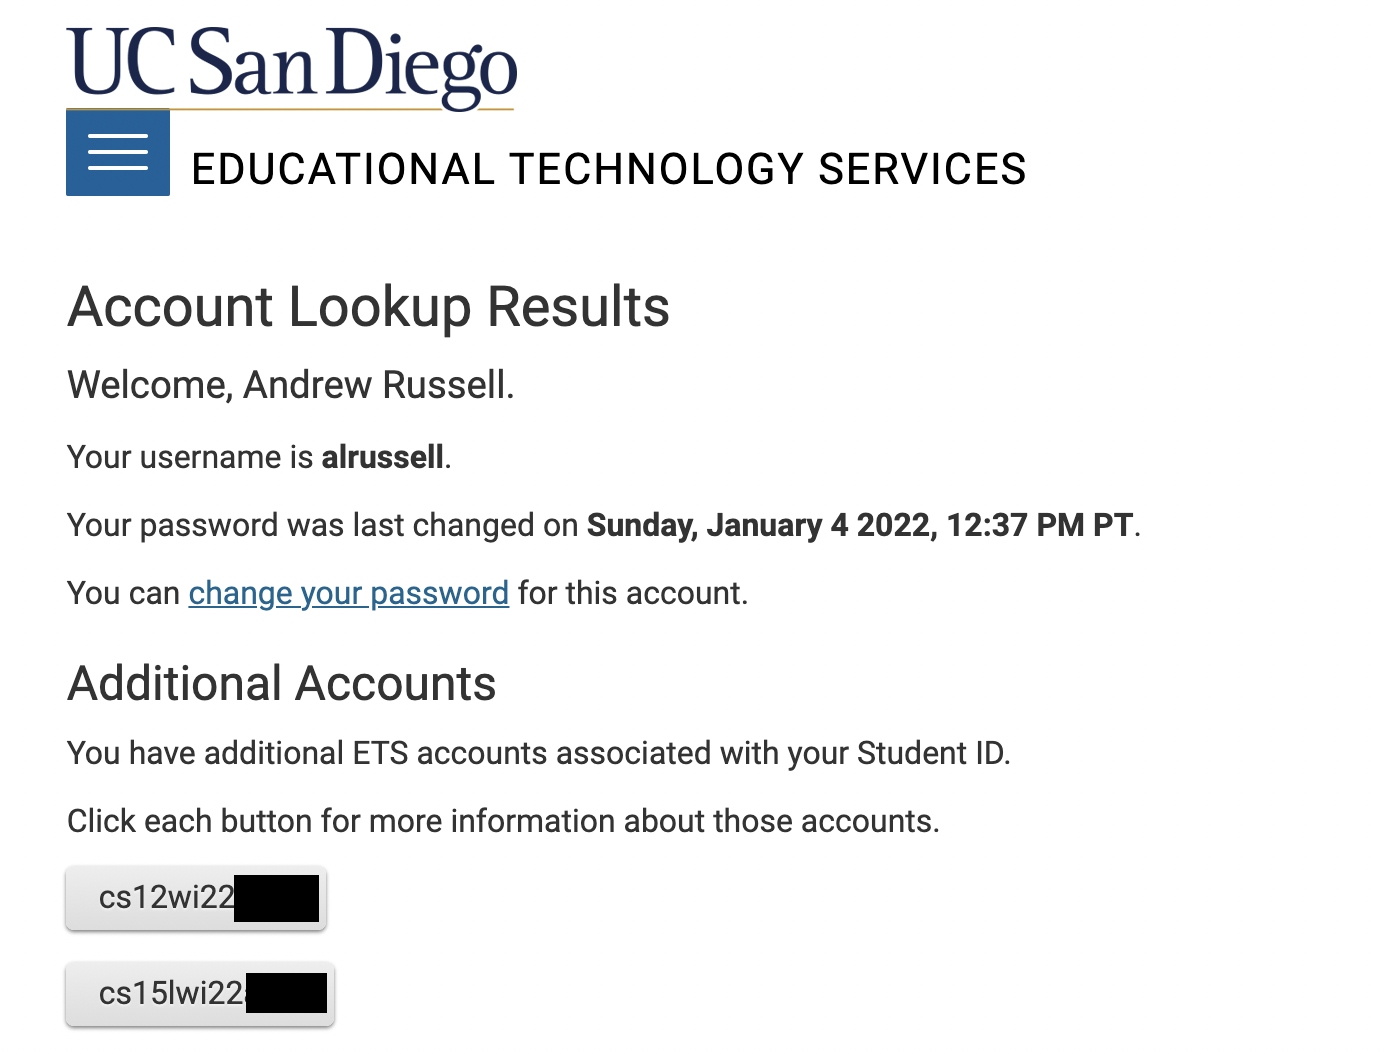 UC San Diego
EDUCATIONAL TECHNOLOGY SERVICES
Account Lookup Results
Welcome, Andrew Russell.
Your username is alrussell.
Your password was last changed on Sunday, January 4 2022, 12:37 PM PT.
You can change your password for this account.
Additional Accounts
You have additional ETS accounts associated with your Student ID.
Click each button for more information about those accounts.
cs12wi22
cs15lwi22